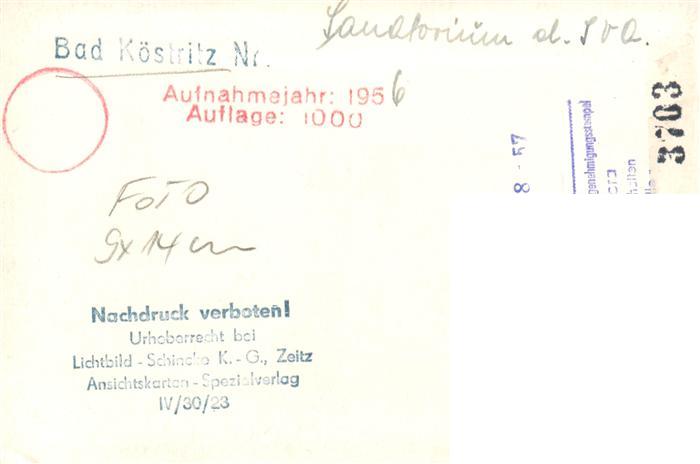 Sanatorium d. SVA.
Bad Köstritz Nr.
Aufnahmejahr: 1956
Auflage: 1000
3703
8 - 57
FOTO
9x14 cm
Nachdruck verboten!
Urheberrecht bei
Lichtbild - Schincke K. - G., Zeitz
Ansichtskarten - Spezialverlag
IV/30/23